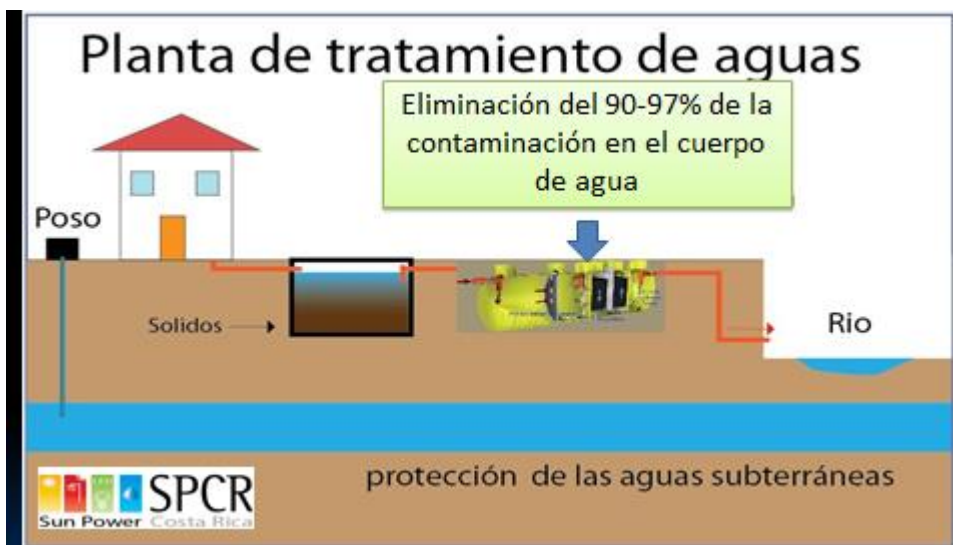 Planta de tratamiento de aguas
Eliminación del 90-97% de la
contaminación en el cuerpo
de agua
Poso
Solidos
Rio
protección de las aguas subterráneas
SPCR
Sun Power Costa Rica